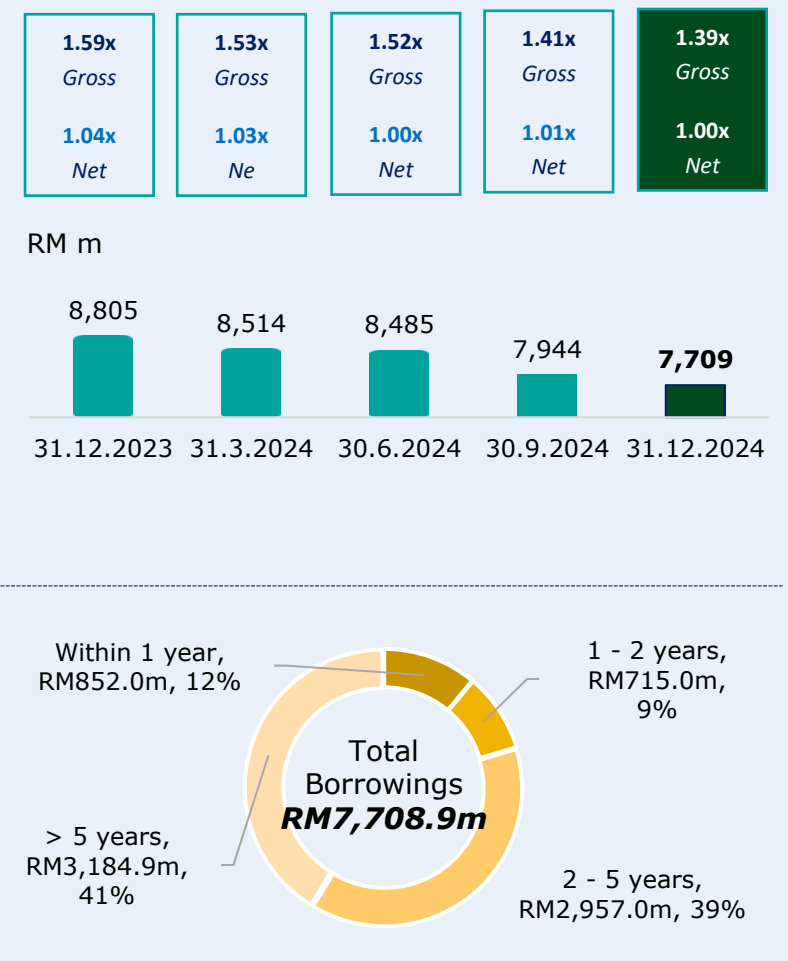 1.59x
Gross
1.04x
Net
1.53x
Gross
1.03x
Ne
1.52x
Gross
1.00x
Net
1.41x
Gross
1.01x
Net
1.39x
Gross
1.00x
Net
RM m
8,805
8,514
8,485
7,944
7,709
31.12.2023
31.3.2024
30.6.2024
30.9.2024
31.12.2024
Within 1 year,
RM852.0m, 12%
1 - 2 years,
RM715.0m,
9%
Total
Borrowings
RM7,708.9m
> 5 years,
RM3,184.9m,
41%
2 - 5 years,
RM2,957.0m, 39%